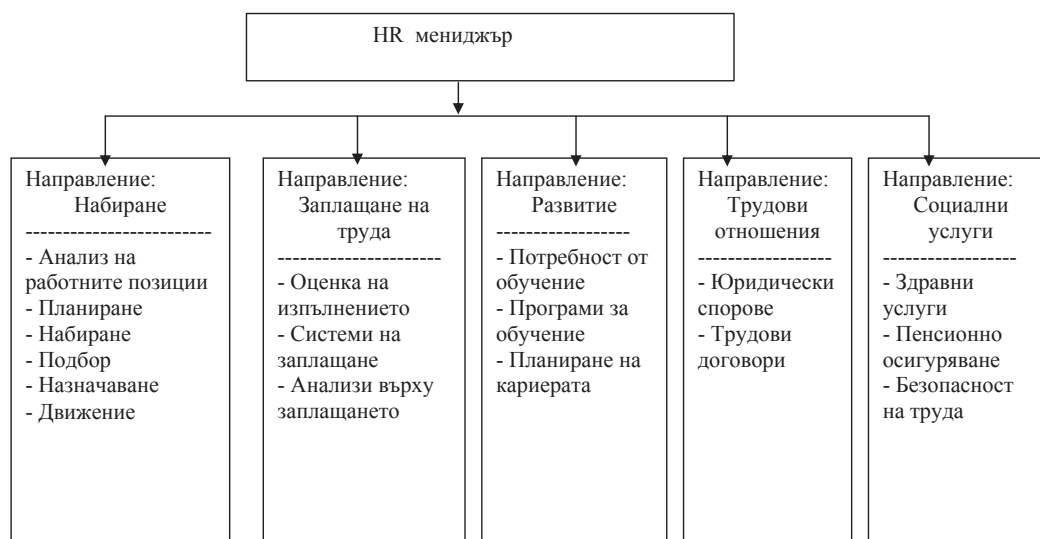 HR мениджър
Направление:
Набиране
-------------------------
- Анализ на
работните позиции
- Планиране
- Набиране
- Подбор
- Назначаване
- Движение
Направление:
Заплащане на
труда
----------------------
- Оценка на
изпълнението
- Системи на
заплащане
- Анализи върху
заплащането
Направление:
Развитие
------------------
- Потребност от
обучение
- Програми за
обучение
- Планиране на
кариерата
Направление:
Трудови
отношения
------------------
- Юридически
спорове
- Трудови
договори
Направление:
Социални
услуги
------------------
- Здравни
услуги
- Пенсионно
осигуряване
- Безопасност
на труда